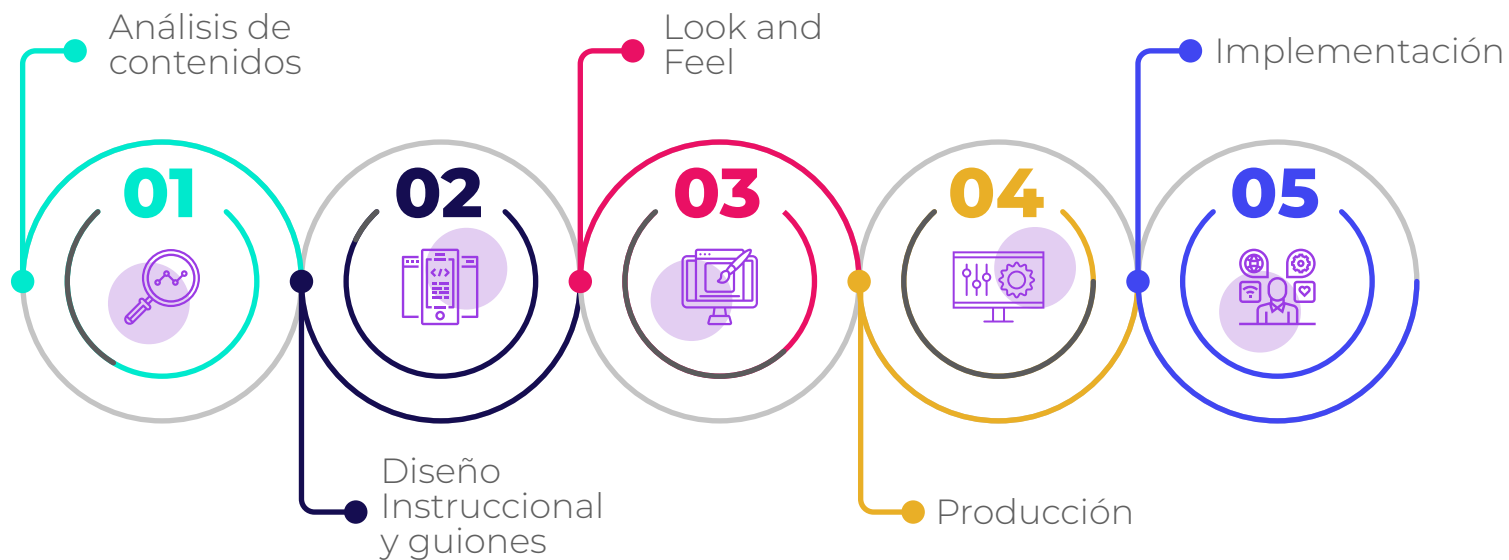 Análisis de
contenidos
01
Diseño
Instruccional
y guiones
02
Look and
Feel
03
Producción
04
Implementación
05